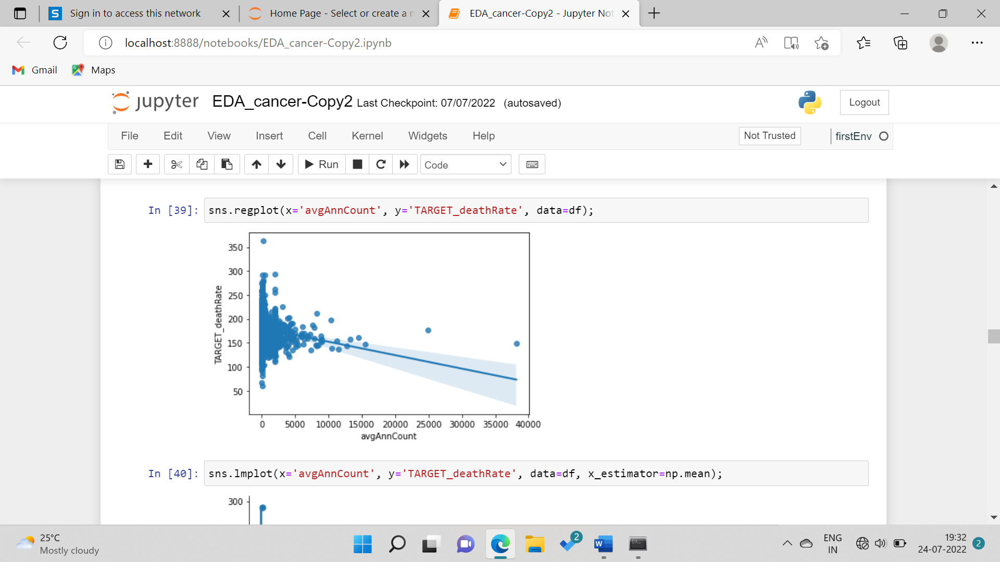 Sign in to access this network
Home Page - Select or create a n
EDA_cancer-Copy2 - Jupyter Not
localhost:8888/notebooks/EDA_cancer-Copy2.ipynb
Gmail
Maps
jupyter EDA_cancer-Copy2 Last Checkpoint: 07/07/2022 (autosaved)
Logout
File Edit View Insert Cell Kernel Widgets Help
Not Trusted
firstEnv
Run
Code
In [39]: sns.regplot(x='avgAnnCount', y='TARGET_deathRate', data=df);
350
300
250
200
150
100
50
TARGET_deathRate
0 5000 10000 15000 20000 25000 30000 35000 40000
avgAnnCount
In [40]: sns.lmplot(x='avgAnnCount', y='TARGET_deathRate', data=df, x_estimator=np.mean);
300
25°C
Mostly cloudy
2
ENG
IN
19:32
24-07-2022
2